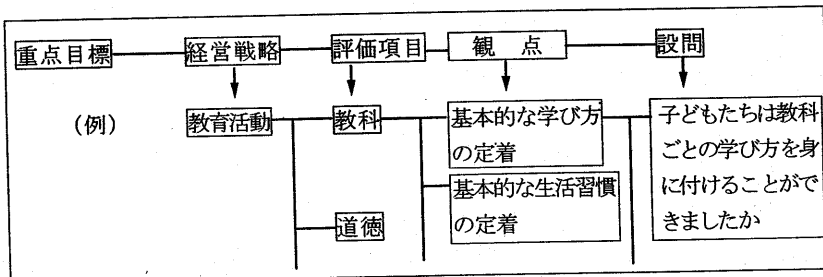 重点目標 経営戦略 評価項目 観点 設問
(例) 教育活動 教科 基本的な学び方の定着 子どもたちは教科ごとの学び方を身に付けることができましたか
基本的な生活習慣の定着
道徳